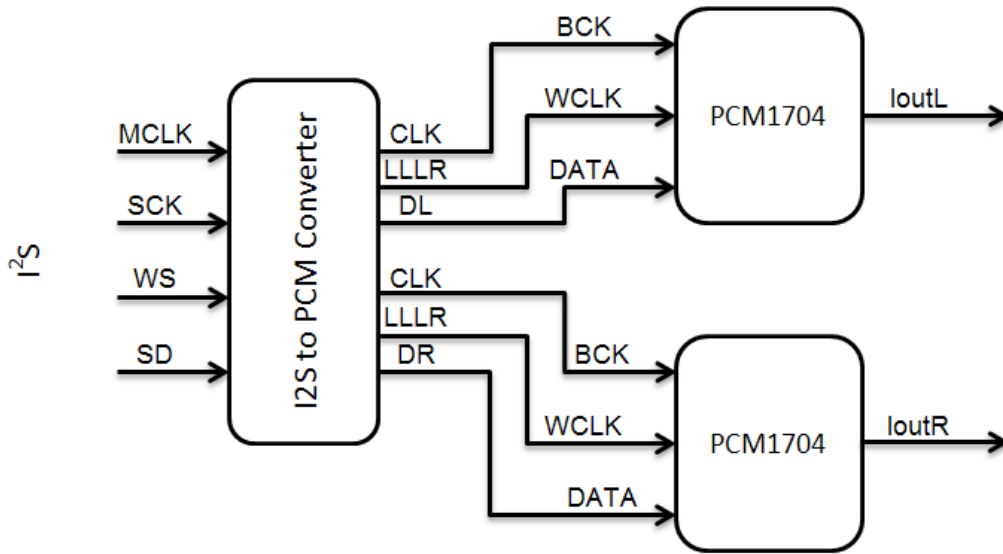 I²S
MCLK
SCK
WS
SD
I2S to PCM Converter
CLK
LLLR
DL
CLK
LLLR
DR
BCK
WCLK
DATA
PCM1704
IoutL
BCK
WCLK
DATA
PCM1704
IoutR